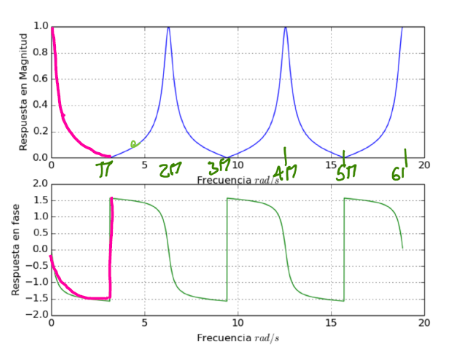 1.0
0.8
0.6
0.4
0.2
0.0
Respuesta en Magnitud
0 5 10 15 20
π 2π 3π 4π 5π 6π
Frecuencia rad/s
2.0
1.5
1.0
0.5
0.0
−0.5
−1.0
−1.5
−2.0
Respuesta en fase
0 5 10 15 20
Frecuencia rad/s